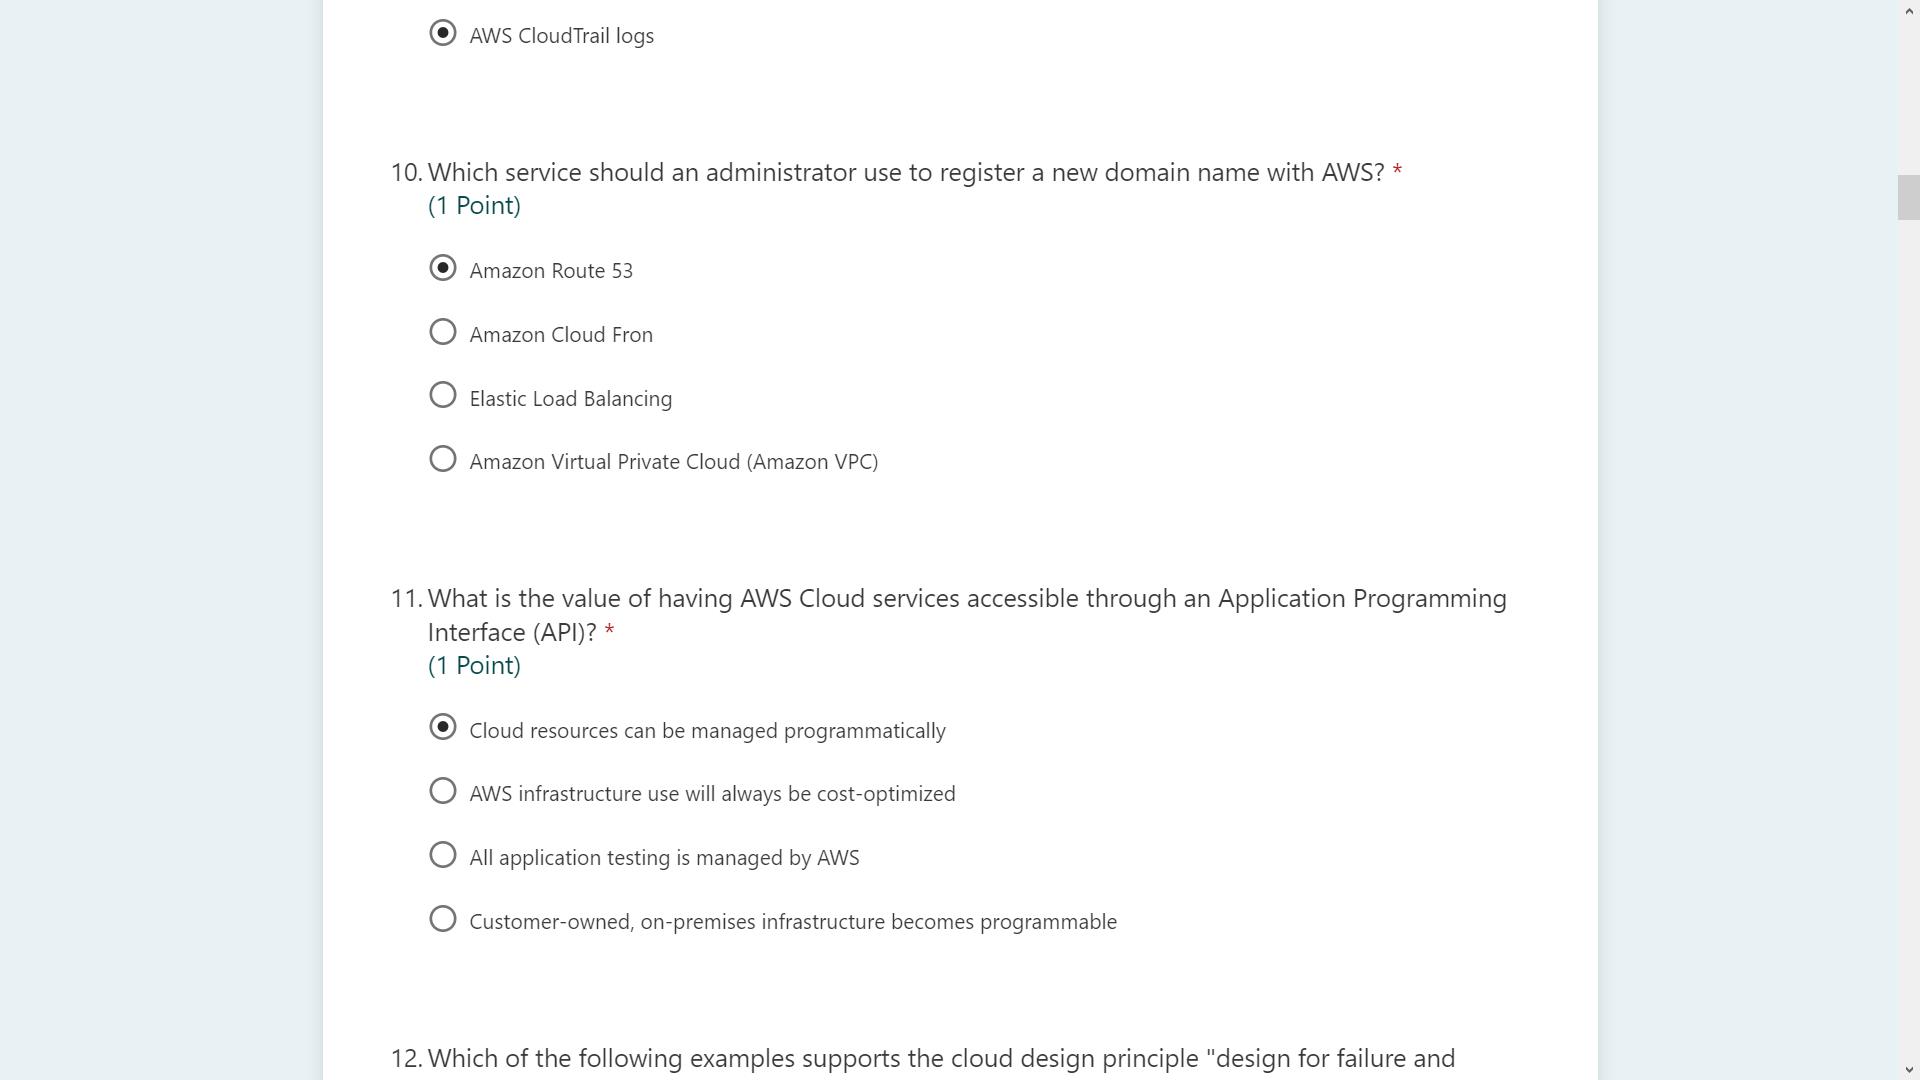 AWS CloudTrail logs
10. Which service should an administrator use to register a new domain name with AWS? *
(1 Point)
Amazon Route 53
Amazon Cloud Fron
Elastic Load Balancing
Amazon Virtual Private Cloud (Amazon VPC)
11. What is the value of having AWS Cloud services accessible through an Application Programming
Interface (API)? *
(1 Point)
Cloud resources can be managed programmatically
AWS infrastructure use will always be cost-optimized
All application testing is managed by AWS
Customer-owned, on-premises infrastructure becomes programmable
12. Which of the following examples supports the cloud design principle "design for failure and